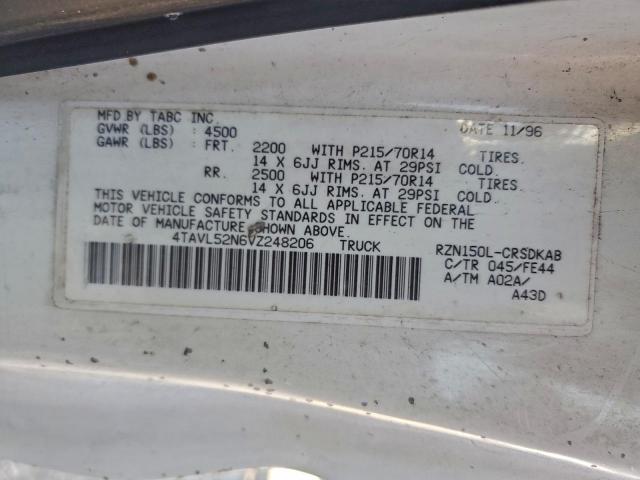 MFD BY TABC INC. DATE 11/96
GVWR (LBS) : 4500
GAWR (LBS) : FRT. 2200 WITH P215/70R14 TIRES.
14 X 6JJ RIMS. AT 29PSI COLD.
RR. 2500 WITH P215/70R14 TIRES.
14 X 6JJ RIMS. AT 29PSI COLD.
THIS VEHICLE CONFORMS TO ALL APPLICABLE FEDERAL
MOTOR VEHICLE SAFETY STANDARDS IN EFFECT ON THE
DATE OF MANUFACTURE SHOWN ABOVE.
4TAVL52N6VZ248206 TRUCK RZN150L-CRSDKAB
C/TR 045/FE44
A/TM A02A/
A43D